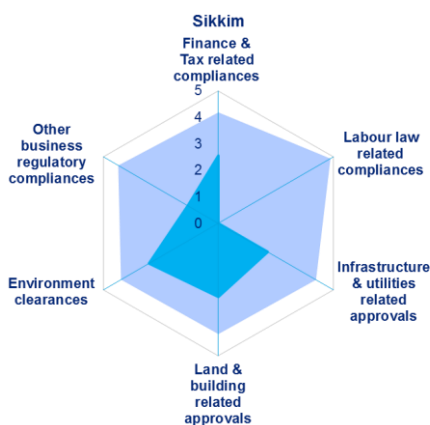 Sikkim
Finance &
Tax related
compliances
5
4
3
2
1
0
Other
business
regulatory
compliances
Labour law
related
compliances
Environment
clearances
Infrastructure
& utilities
related
approvals
Land &
building
related
approvals